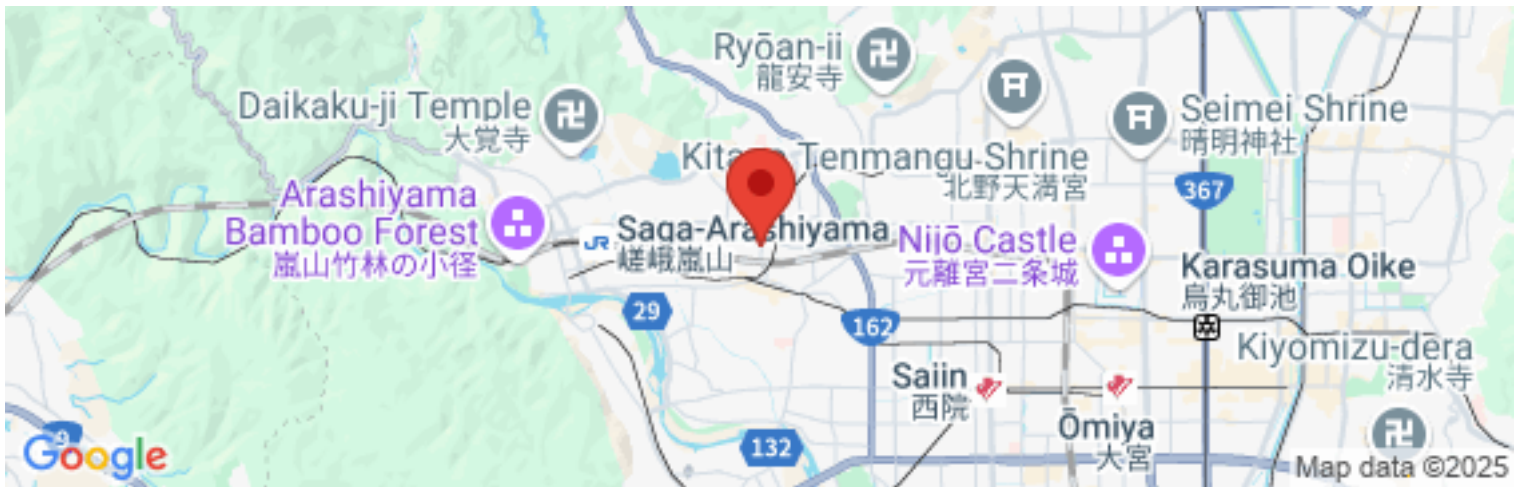 Ryōan-ji
龍安寺
Daikaku-ji Temple
大覚寺
Seimei Shrine
晴明神社
Tenmangu Shrine
北野天満宮
367
Arashiyama
Bamboo Forest
嵐山竹林の小径
JR
Saga-Arashiyama
嵯峨嵐山
Nijō Castle
元離宮二条城
Karasuma Oike
烏丸御池
29
162
Kiyomizu-dera
清水寺
Saiin
西院
Ōmiya
大宮
132
9
Google
Map data ©2025